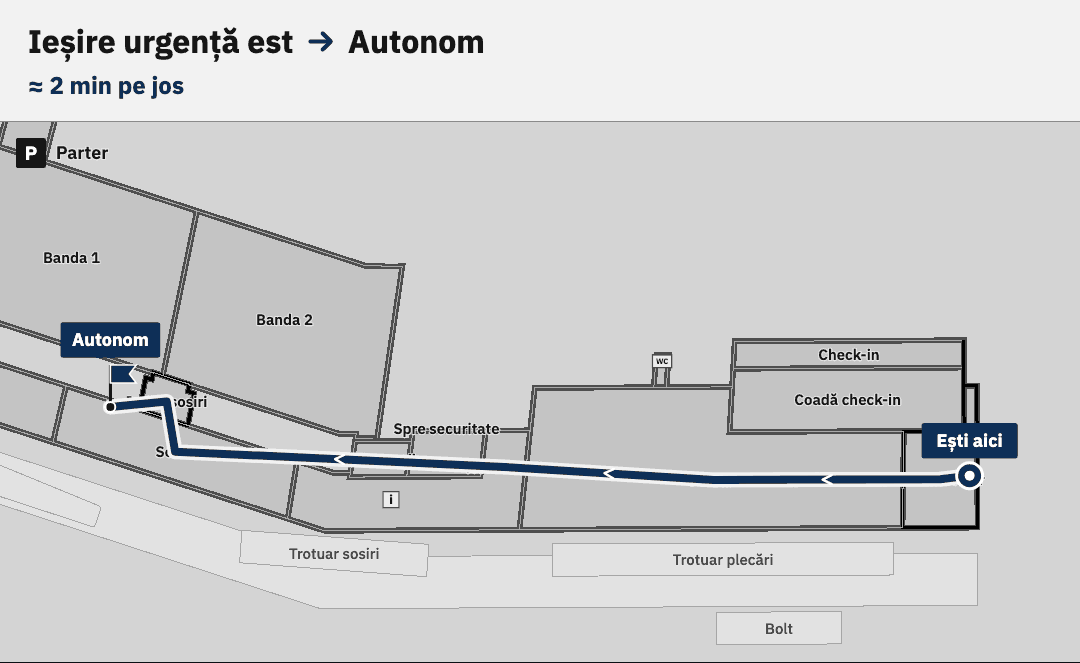 Ieșire urgență est → Autonom
≈ 2 min pe jos
P Parter
Banda 1
Banda 2
Autonom
sosiri
Spre securitate
wc
Check-in
Coadă check-in
Ești aici
i
Trotuar sosiri
Trotuar plecări
Bolt